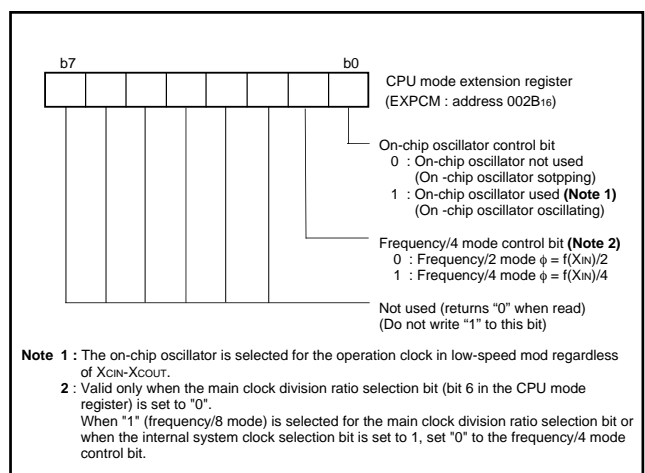 b7 b0
CPU mode extension register
(EXPCM : address 002B16)
On-chip oscillator control bit
0 : On-chip oscillator not used
(On -chip oscillator sotpping)
1 : On-chip oscillator used (Note 1)
(On -chip oscillator oscillating)
Frequency/4 mode control bit (Note 2)
0 : Frequency/2 mode ϕ = f(XIN)/2
1 : Frequency/4 mode ϕ = f(XIN)/4
Not used (returns “0” when read)
(Do not write “1” to this bit)
Note 1 : The on-chip oscillator is selected for the operation clock in low-speed mod regardless
of XCIN-XCOUT.
2 : Valid only when the main clock division ratio selection bit (bit 6 in the CPU mode
register) is set to "0".
When "1" (frequency/8 mode) is selected for the main clock division ratio selection bit or
when the internal system clock selection bit is set to 1, set "0" to the frequency/4 mode
control bit.